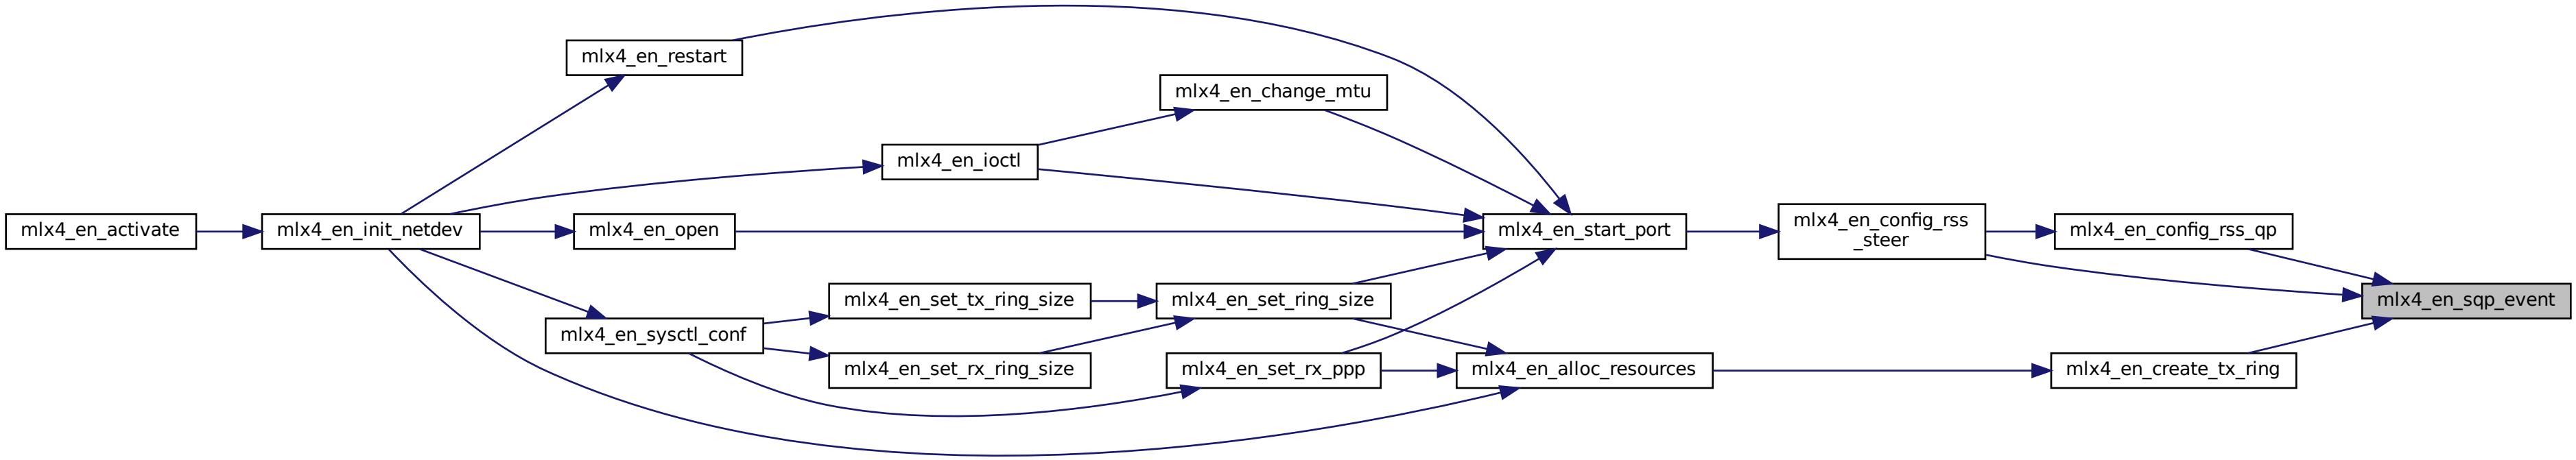 mlx4_en_restart
mlx4_en_change_mtu
mlx4_en_ioctl
mlx4_en_activate
mlx4_en_init_netdev
mlx4_en_open
mlx4_en_start_port
mlx4_en_config_rss
_steer
mlx4_en_config_rss_qp
mlx4_en_set_tx_ring_size
mlx4_en_set_ring_size
mlx4_en_sqp_event
mlx4_en_sysctl_conf
mlx4_en_set_rx_ring_size
mlx4_en_set_rx_ppp
mlx4_en_alloc_resources
mlx4_en_create_tx_ring